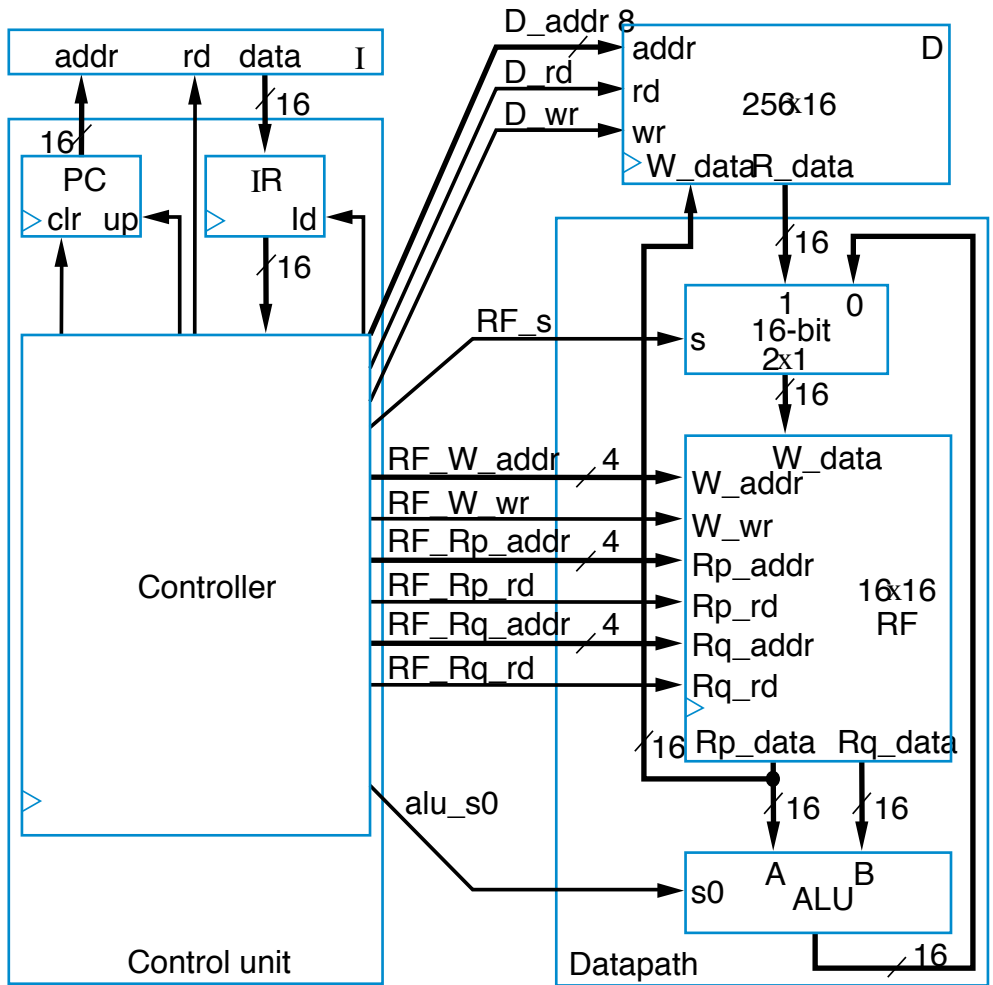 D_addr 8
addr rd data I
addr D
D_rd
rd
16
256x16
D_wr
wr
16
W_data R_data
PC IR
clr up ld
16
16
1 0
RF_s
s 16-bit
2x1
16
RF_W_addr 4
W_data
W_addr
RF_W_wr
W_wr
RF_Rp_addr 4
Rp_addr
Controller
RF_Rp_rd
Rp_rd
16x16
RF
RF_Rq_addr 4
Rq_addr
RF_Rq_rd
Rq_rd
16 Rp_data Rq_data
alu_s0
16 16
A B
s0 ALU
16
Control unit
Datapath